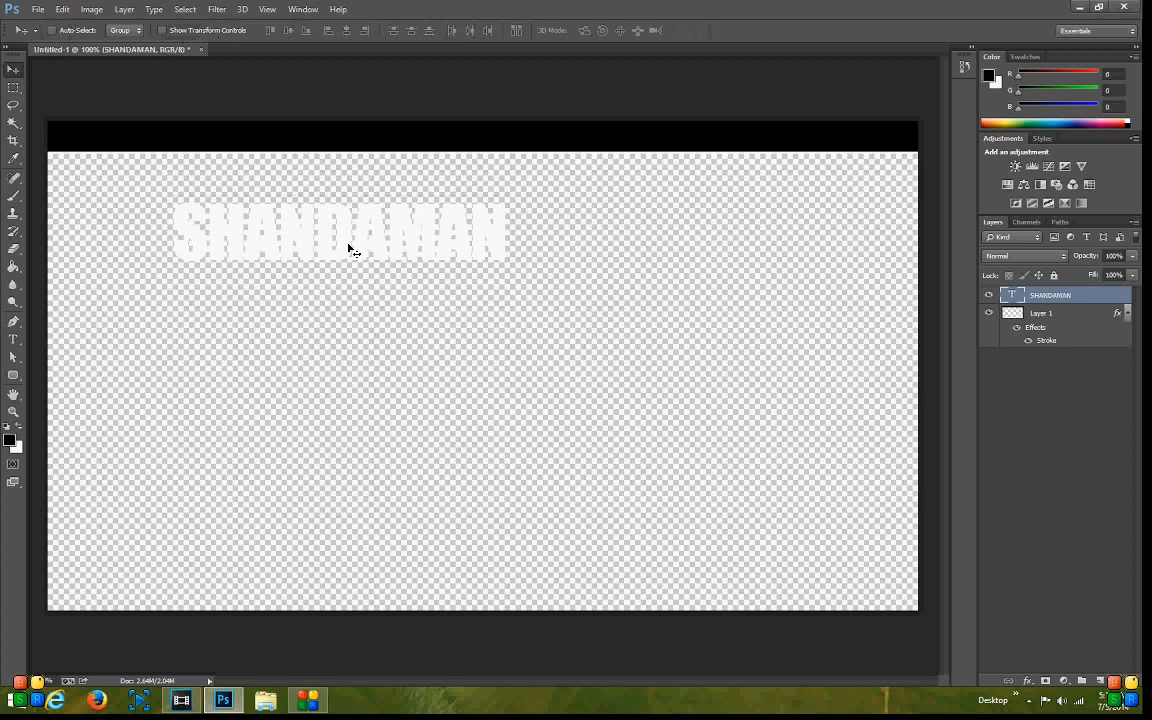 Ps File Edit Image Layer Type Select Filter 3D View Window Help
Auto-Select: Group Show Transform Controls 3D Mode: Essentials
Untitled-1 @ 100% (SHANDAMAN, RGB/8) * ×
Color Swatches
R 0
G 0
B 0
Adjustments Styles
Add an adjustment
SHANDAMAN
Layers Channels Paths
Kind
Normal Opacity: 100%
Lock: Fill: 100%
T SHANDAMAN
Layer 1 fx
Effects
Stroke
Doc: 2.64M/2.04M
S R Ps Desktop S R